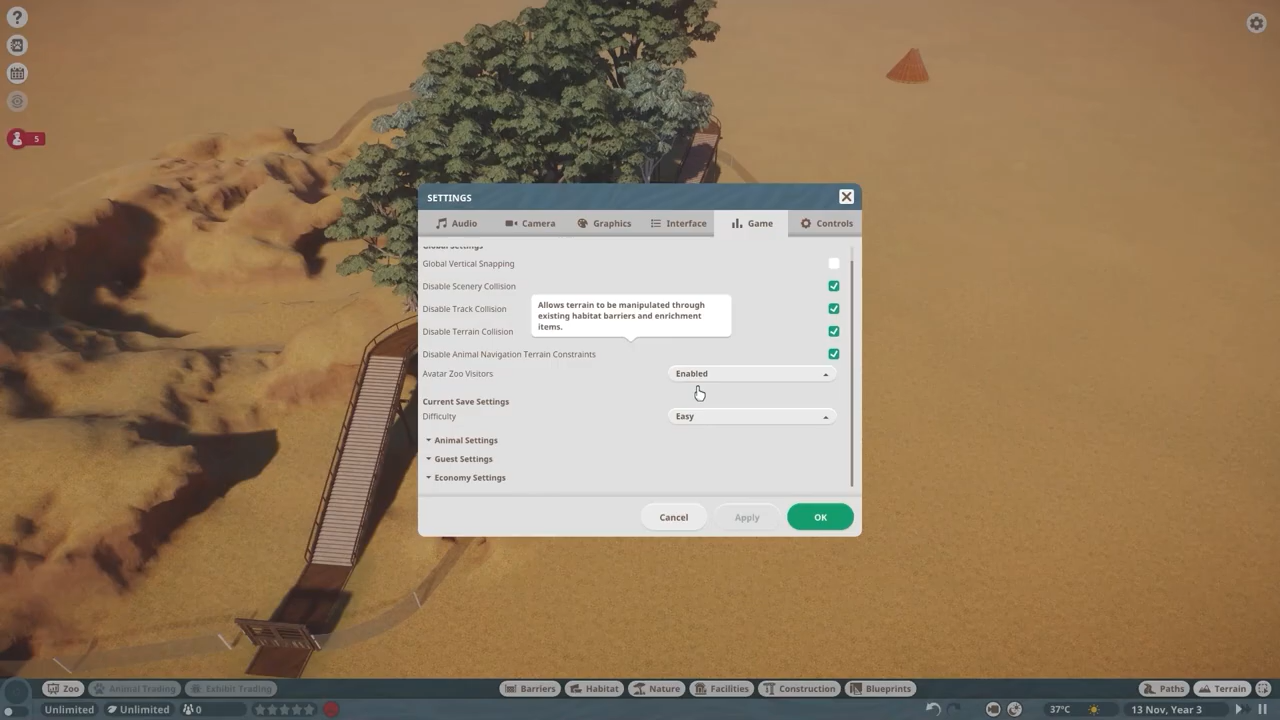 ?
5
SETTINGS
Audio
Camera
Graphics
Interface
Game
Controls
Global Settings
Global Vertical Snapping
Disable Scenery Collision
Disable Track Collision
Disable Terrain Collision
Allows terrain to be manipulated through
existing habitat barriers and enrichment
items.
Disable Animal Navigation Terrain Constraints
Avatar Zoo Visitors
Enabled
Current Save Settings
Difficulty
Easy
Animal Settings
Guest Settings
Economy Settings
Cancel
Apply
OK
Zoo
Animal Trading
Exhibit Trading
Barriers
Habitat
Nature
Facilities
Construction
Blueprints
Paths
Terrain
Unlimited
Unlimited
0
37°C
13 Nov, Year 3